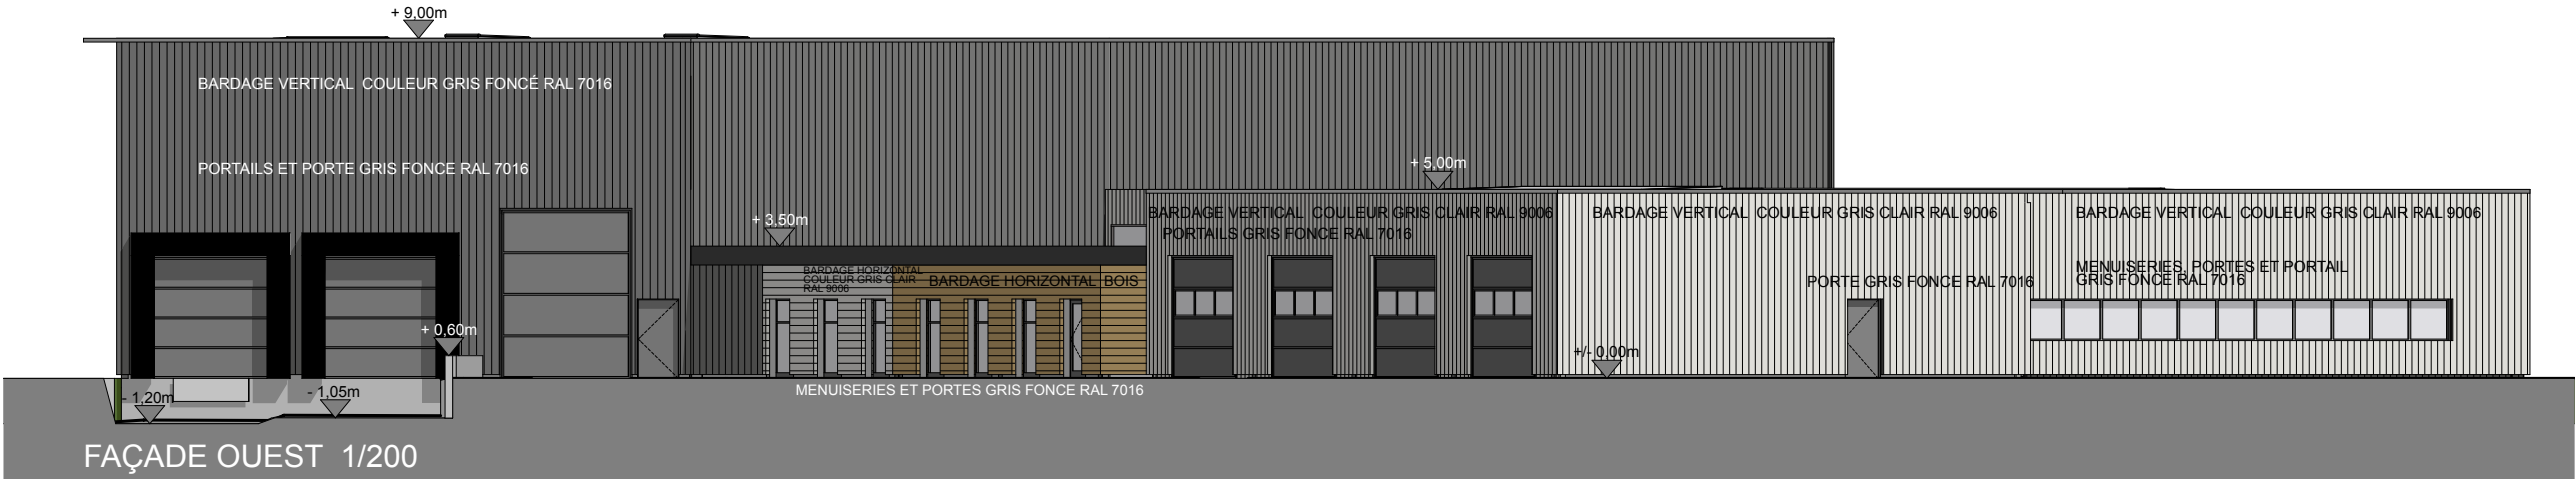 + 9,00m
BARDAGE VERTICAL  COULEUR GRIS FONCÉ RAL 7016
PORTAILS ET PORTE GRIS FONCE RAL 7016
+ 5,00m
+ 3,50m
BARDAGE VERTICAL  COULEUR GRIS CLAIR RAL 9006
PORTAILS GRIS FONCE RAL 7016
BARDAGE VERTICAL  COULEUR GRIS CLAIR RAL 9006
BARDAGE VERTICAL  COULEUR GRIS CLAIR RAL 9006
BARDAGE HORIZONTAL
COULEUR GRIS CLAIR
RAL 9006
BARDAGE HORIZONTAL  BOIS
PORTE GRIS FONCE RAL 7016
MENUISERIES, PORTES ET PORTAIL
GRIS FONCE RAL 7016
+ 0,60m
+/- 0,00m
- 1,20m
- 1,05m
MENUISERIES ET PORTES GRIS FONCE RAL 7016
FAÇADE OUEST  1/200